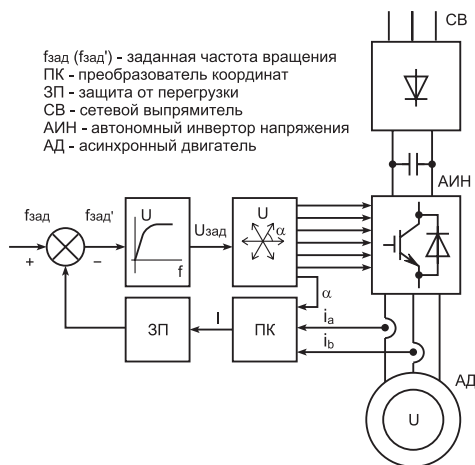 СВ
fзад (fзад') - заданная частота вращения
ПК - преобразователь координат
ЗП - защита от перегрузки
СВ - сетевой выпрямитель
АИН - автономный инвертор напряжения
АД - асинхронный двигатель
АИН
fзад
+
fзад'
−
U
f
Uзад
U
α
α
ЗП
I
ПК
ia
ib
АД
U